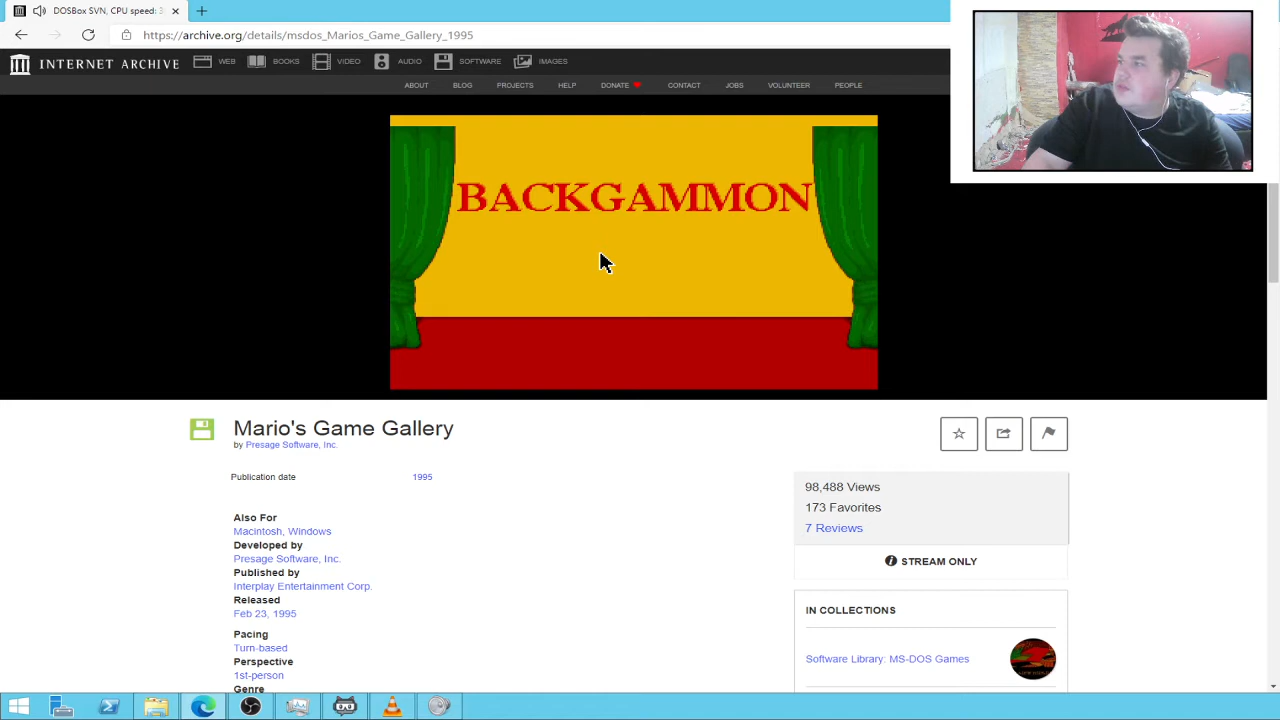 DOSBox SVN, CPU speed: 3
https://archive.org/details/msdos_Marios_Game_Gallery_1995
INTERNET ARCHIVE WEB BOOKS VIDEO AUDIO SOFTWARE IMAGES
ABOUT BLOG PROJECTS HELP DONATE CONTACT JOBS VOLUNTEER PEOPLE
BACKGAMMON
Mario's Game Gallery
by Presage Software, Inc.
Publication date 1995
98,488 Views
173 Favorites
7 Reviews
STREAM ONLY
IN COLLECTIONS
Software Library: MS-DOS Games
Also For
Macintosh, Windows
Developed by
Presage Software, Inc.
Published by
Interplay Entertainment Corp.
Released
Feb 23, 1995
Pacing
Turn-based
Perspective
1st-person
Genre